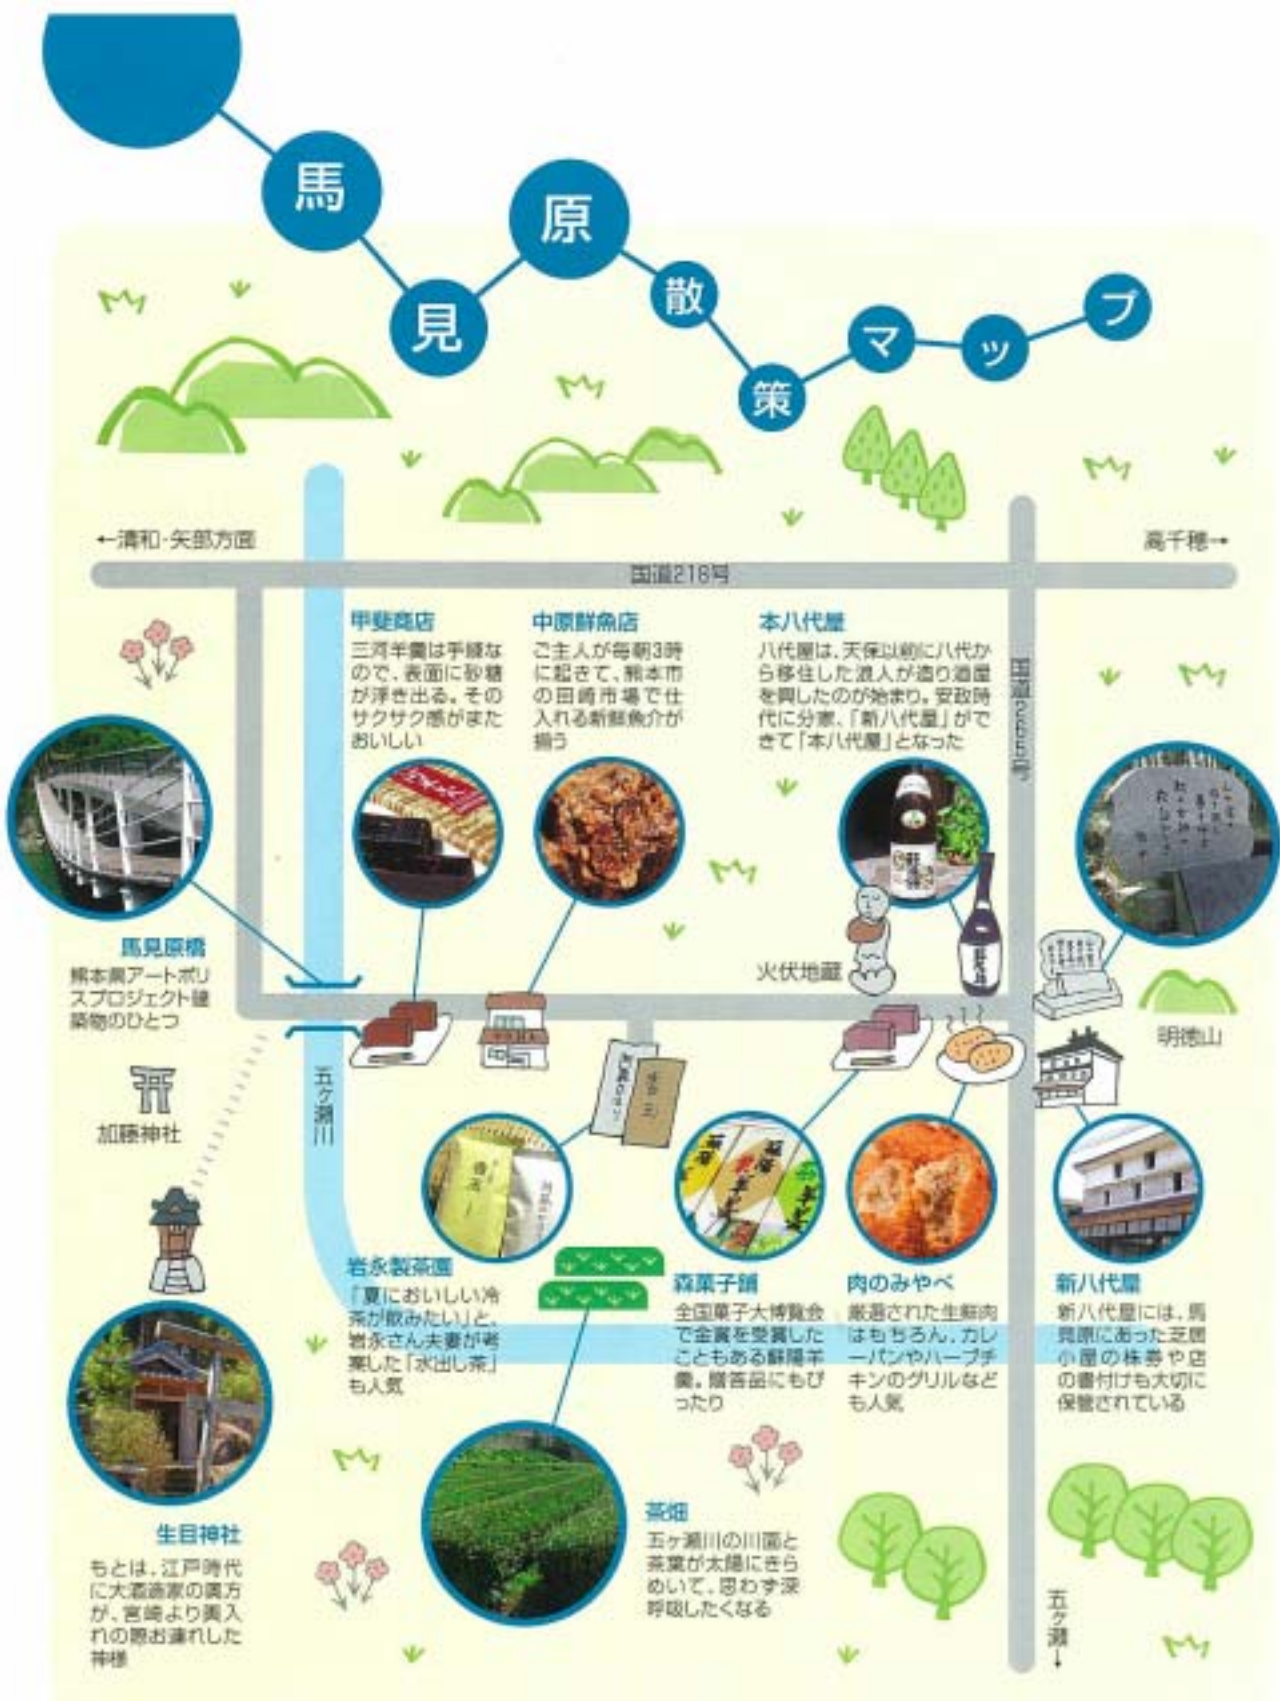 馬見原散策マップ
←清和・矢部方面
高千穂→
国道218号
国道265号
甲斐商店
三河羊羹は手練な
ので、表面に砂糖
が浮き出る。その
サクサク感がまた
おいしい
中原鮮魚店
ご主人が毎朝3時
に起きて、熊本市
の田崎市場で仕
入れる新鮮魚介が
揃う
本八代屋
八代屋は、天保以前に八代か
ら移住した浪人が造り酒屋
を興したのが始まり。安政時
代に分家、「新八代屋」がで
きて「本八代屋」となった
馬見原橋
熊本県アートポリ
スプロジェクト建
築物のひとつ
火伏地蔵
明徳山
加藤神社
五ヶ瀬川
岩永製茶園
「夏においしい冷
茶が飲みたい」と、
岩永さん夫妻が考
案した「水出し茶」
も人気
森菓子舗
全国菓子大博覧会
で金賞を受賞した
こともある蘇陽羊
羹。贈答品にもぴ
ったり
肉のみやべ
厳選された生鮮肉
はもちろん、カレ
ーパンやハーブチ
キンのグリルなど
も人気
新八代屋
新八代屋には、馬
見原にあった芝居
小屋の株券や店
の書付けも大切に
保管されている
生目神社
もとは、江戸時代
に大酒造家の奥方
が、宮崎より輿入
れの際お連れした
神様
茶畑
五ヶ瀬川の川面と
茶葉が太陽にきら
めいて、思わず深
呼吸したくなる
五ヶ瀬↓